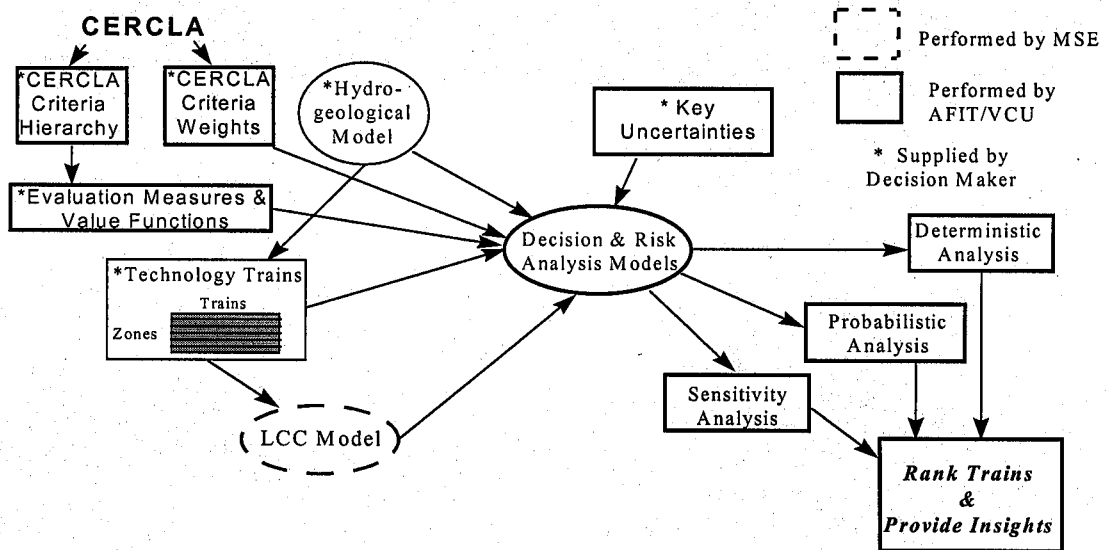 CERCLA
*CERCLA
Criteria
Hierarchy
*CERCLA
Criteria
Weights
*Hydro-
geological
Model
* Key
Uncertainties
Performed by MSE
Performed by
AFIT/VCU
* Supplied by
Decision Maker
*Evaluation Measures &
Value Functions
Decision & Risk
Analysis Models
Deterministic
Analysis
*Technology Trains
Trains
Zones
Probabilistic
Analysis
Sensitivity
Analysis
LCC Model
Rank Trains
&
Provide Insights